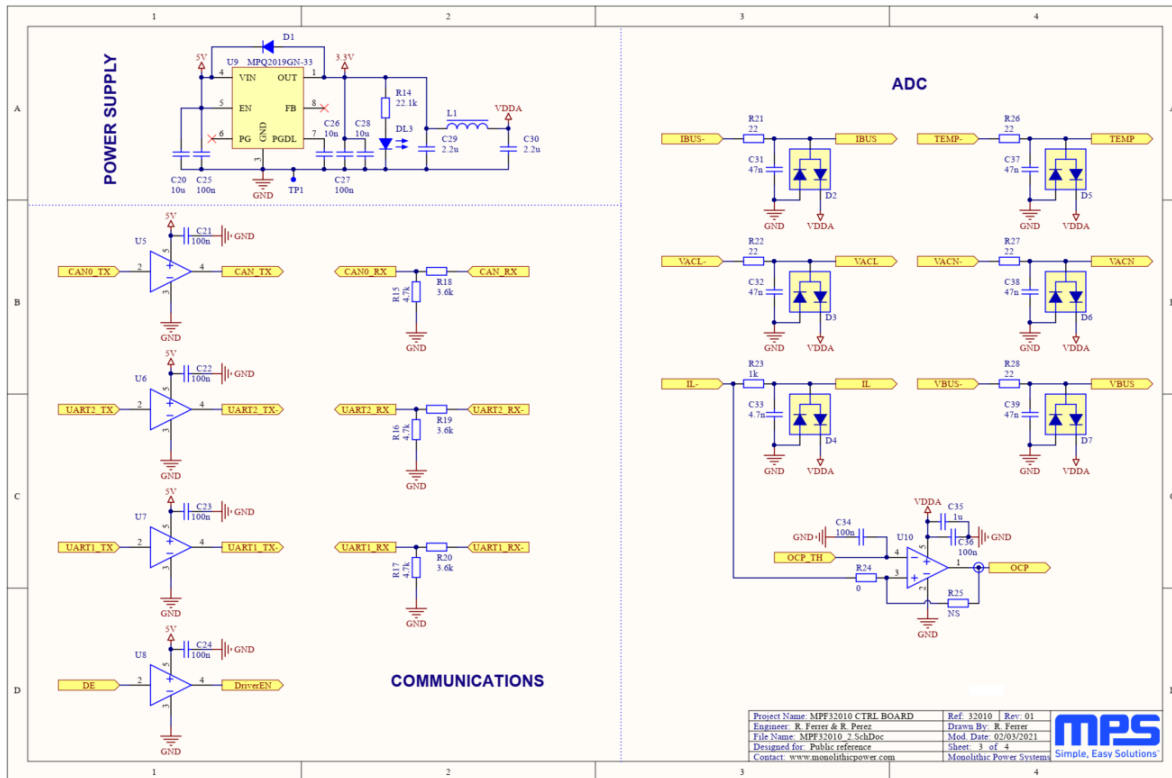 1
2
3
4
A
B
C
D
A
POWER SUPPLY
D1
U9 MPQ2019GN-33
5V
3.3V
4 VIN OUT 1
5 EN FB 8
6 PG PGDL 7
GND
3
GND
TP1
C20
10u
C25
100n
C26
10n
C28
10u
C27
100n
R14
22.1k
DL3
L1
VDDA
C29
2.2u
C30
2.2u
5V
C21
100n
GND
U5
CAN0_TX 2 4 CAN_TX
5
3
GND
CAN0_RX CAN_RX
R18
3.6k
R15
4.7k
GND
5V
C22
100n
GND
U6
UART2_TX 2 4 UART2_TX-
5
3
GND
UART2_RX UART2_RX-
R19
3.6k
R16
4.7k
GND
5V
C23
100n
GND
U7
UART1_TX 2 4 UART1_TX-
5
3
GND
UART1_RX UART1_RX-
R20
3.6k
R17
4.7k
GND
5V
C24
100n
GND
U8
DE 2 4 DriverEN
5
3
GND
COMMUNICATIONS
ADC
IBUS- R21 IBUS
22
C31
47n
D2
GND
VDDA
TEMP- R26 TEMP
22
C37
47n
D5
GND
VDDA
VACL- R22 VACL
22
C32
47n
D3
GND
VDDA
VACN- R27 VACN
22
C38
47n
D6
GND
VDDA
IL- R23 IL
1k
C33
4.7n
D4
GND
VDDA
VBUS- R28 VBUS
22
C39
47n
D7
GND
VDDA
VDDA
C35
1u
C36
100n
GND
C34
100n
GND
U10
OCP_TH 4
5
3
1 OCP
2
R24
0
R25
NS
GND
Project Name: MPF32010 CTRL BOARD Ref: 32010 Rev: 01
Engineer: R. Ferrer & R. Perez Drawn By: R. Ferrer
File Name: MPF32010_2.SchDoc Mod. Date: 02/03/2021
Designed for: Public reference Sheet: 3 of 4
Contact: www.monolithicpower.com Monolithic Power Systems
MPS
Simple, Easy Solutions™
1
2
3
4